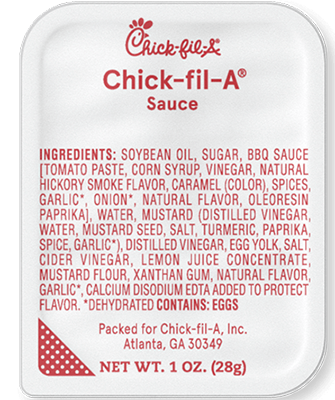 Chick-fil-A®
Chick-fil-A®
Sauce
INGREDIENTS: SOYBEAN OIL, SUGAR, BBQ SAUCE
[TOMATO PASTE, CORN SYRUP, VINEGAR, NATURAL
HICKORY SMOKE FLAVOR, CARAMEL (COLOR), SPICES,
GARLIC*, ONION*, NATURAL FLAVOR, OLEORESIN
PAPRIKA], WATER, MUSTARD (DISTILLED VINEGAR,
WATER, MUSTARD SEED, SALT, TURMERIC, PAPRIKA,
SPICE, GARLIC*), DISTILLED VINEGAR, EGG YOLK, SALT,
CIDER VINEGAR, LEMON JUICE CONCENTRATE,
MUSTARD FLOUR, XANTHAN GUM, NATURAL FLAVOR,
GARLIC*, CALCIUM DISODIUM EDTA ADDED TO PROTECT
FLAVOR. *DEHYDRATED CONTAINS: EGGS
Packed for Chick-fil-A, Inc.
Atlanta, GA 30349
NET WT. 1 OZ. (28g)